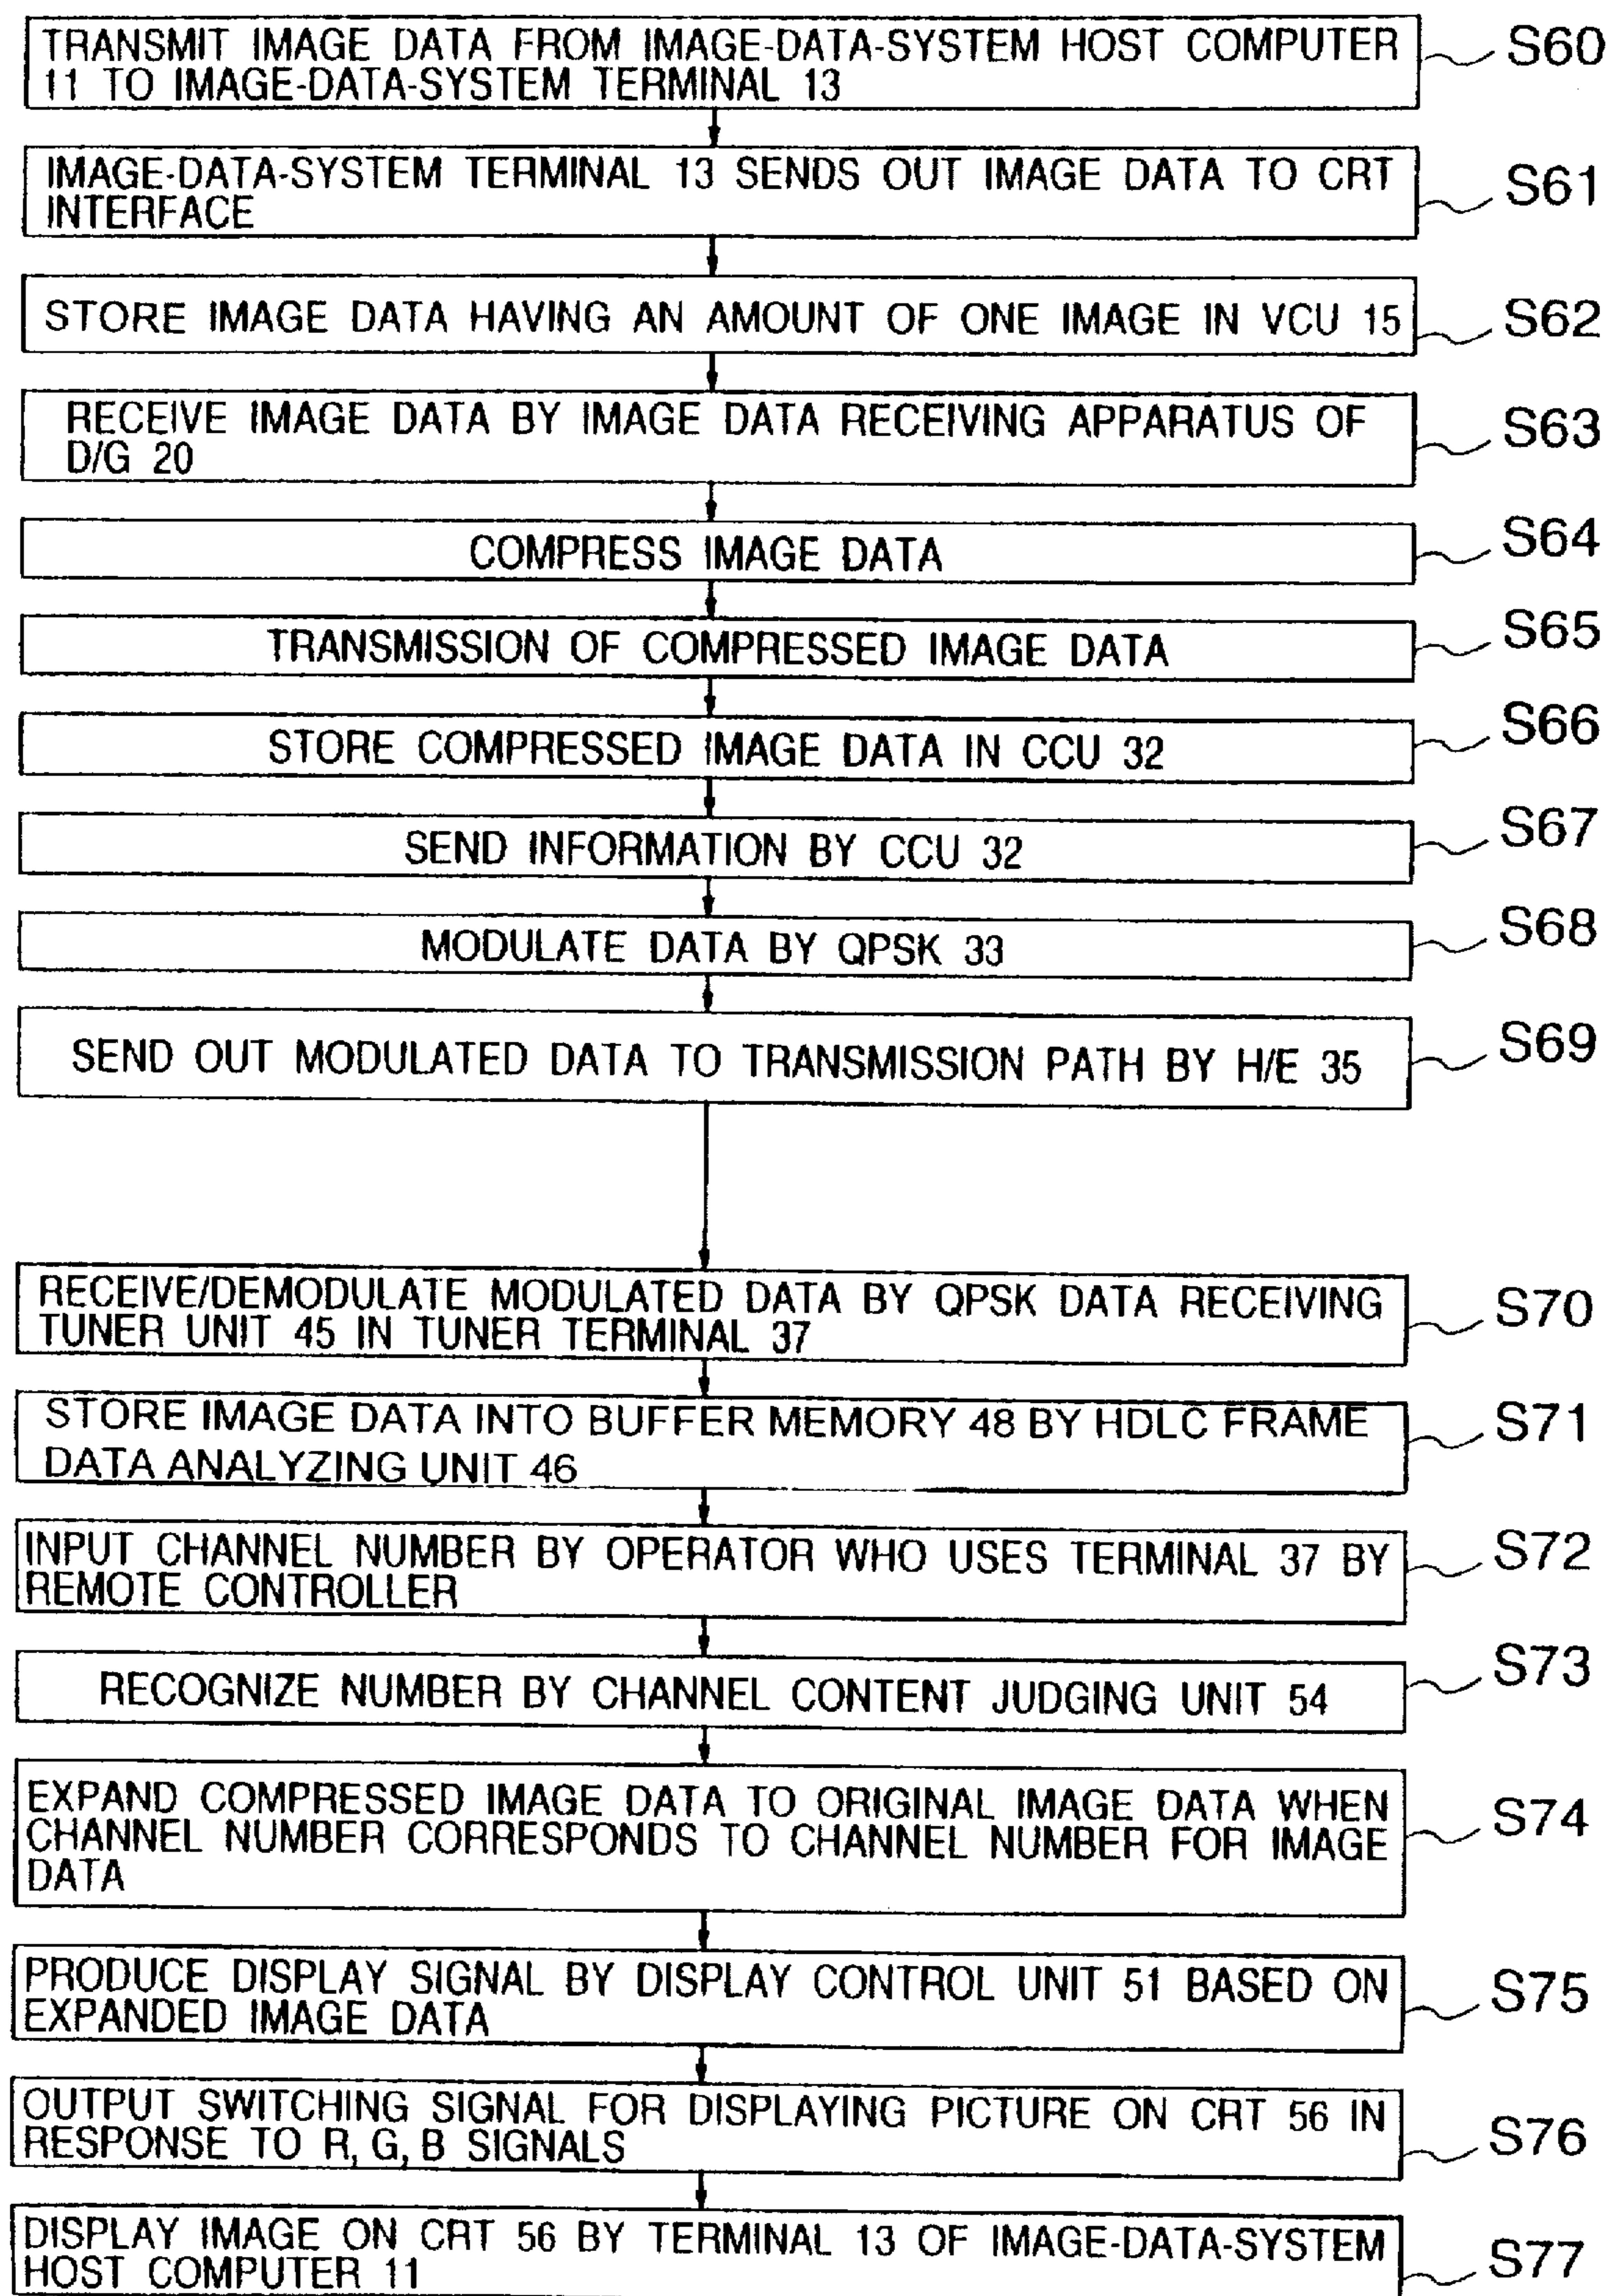 TRANSMIT IMAGE DATA FROM IMAGE-DATA-SYSTEM HOST COMPUTER
11 TO IMAGE-DATA-SYSTEM TERMINAL 13
S60
IMAGE-DATA-SYSTEM TERMINAL 13 SENDS OUT IMAGE DATA TO CRT
INTERFACE
S61
STORE IMAGE DATA HAVING AN AMOUNT OF ONE IMAGE IN VCU 15
S62
RECEIVE IMAGE DATA BY IMAGE DATA RECEIVING APPARATUS OF
D/G 20
S63
COMPRESS IMAGE DATA
S64
TRANSMISSION OF COMPRESSED IMAGE DATA
S65
STORE COMPRESSED IMAGE DATA IN CCU 32
S66
SEND INFORMATION BY CCU 32
S67
MODULATE DATA BY QPSK 33
S68
SEND OUT MODULATED DATA TO TRANSMISSION PATH BY H/E 35
S69
RECEIVE/DEMODULATE MODULATED DATA BY QPSK DATA RECEIVING
TUNER UNIT 45 IN TUNER TERMINAL 37
S70
STORE IMAGE DATA INTO BUFFER MEMORY 48 BY HDLC FRAME
DATA ANALYZING UNIT 46
S71
INPUT CHANNEL NUMBER BY OPERATOR WHO USES TERMINAL 37 BY
REMOTE CONTROLLER
S72
RECOGNIZE NUMBER BY CHANNEL CONTENT JUDGING UNIT 54
S73
EXPAND COMPRESSED IMAGE DATA TO ORIGINAL IMAGE DATA WHEN
CHANNEL NUMBER CORRESPONDS TO CHANNEL NUMBER FOR IMAGE
DATA
S74
PRODUCE DISPLAY SIGNAL BY DISPLAY CONTROL UNIT 51 BASED ON
EXPANDED IMAGE DATA
S75
OUTPUT SWITCHING SIGNAL FOR DISPLAYING PICTURE ON CRT 56 IN
RESPONSE TO R, G, B SIGNALS
S76
DISPLAY IMAGE ON CRT 56 BY TERMINAL 13 OF IMAGE-DATA-SYSTEM
HOST COMPUTER 11
S77